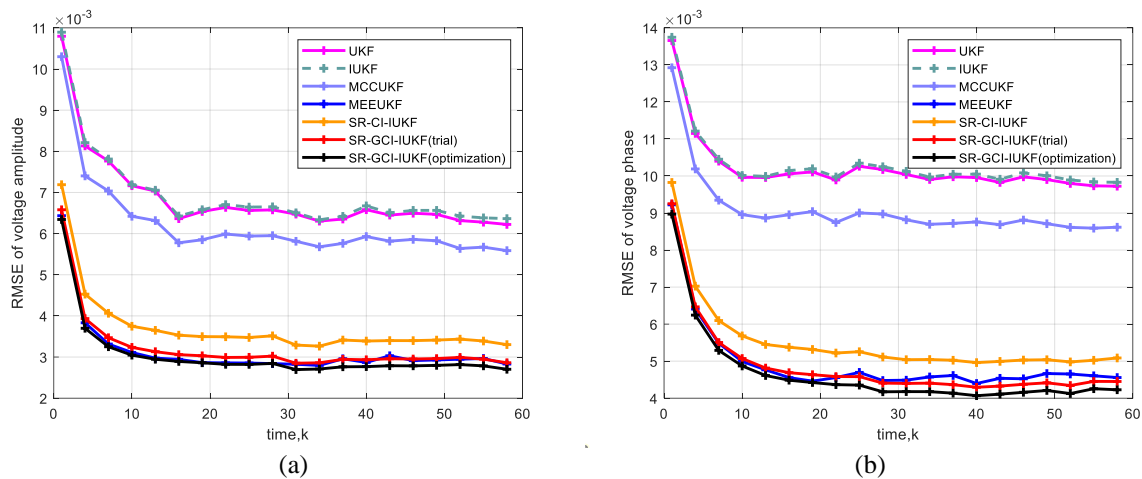 ×10⁻³
11
10
9
8
7
6
5
4
3
2
RMSE of voltage amplitude
0 10 20 30 40 50 60
time,k
UKF
IUKF
MCCUKF
MEEUKF
SR-CI-IUKF
SR-GCI-IUKF(trial)
SR-GCI-IUKF(optimization)
(a)
×10⁻³
14
13
12
11
10
9
8
7
6
5
4
RMSE of voltage phase
0 10 20 30 40 50 60
time,k
UKF
IUKF
MCCUKF
MEEUKF
SR-CI-IUKF
SR-GCI-IUKF(trial)
SR-GCI-IUKF(optimization)
(b)